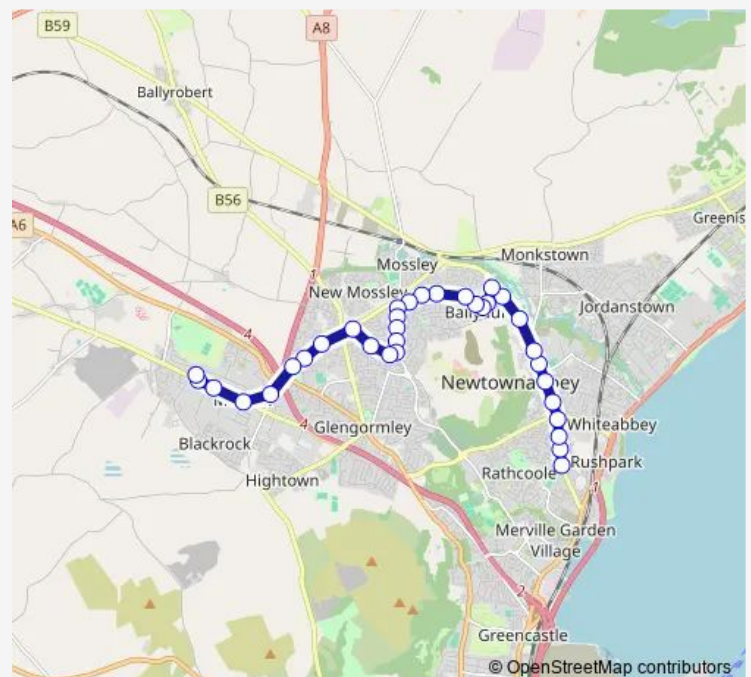 B59
A8
Ballyrobert
B56
A6
Greenis
Mossley
Monkstown
1
New Mossley
Jordanstown
4
Newtownabbey
4
Glengormley
Whiteabbey
Blackrock
Rathcoole
Rushpark
Hightown
1
Merville Garden
Village
2
Greencastle
© OpenStreetMap contributors